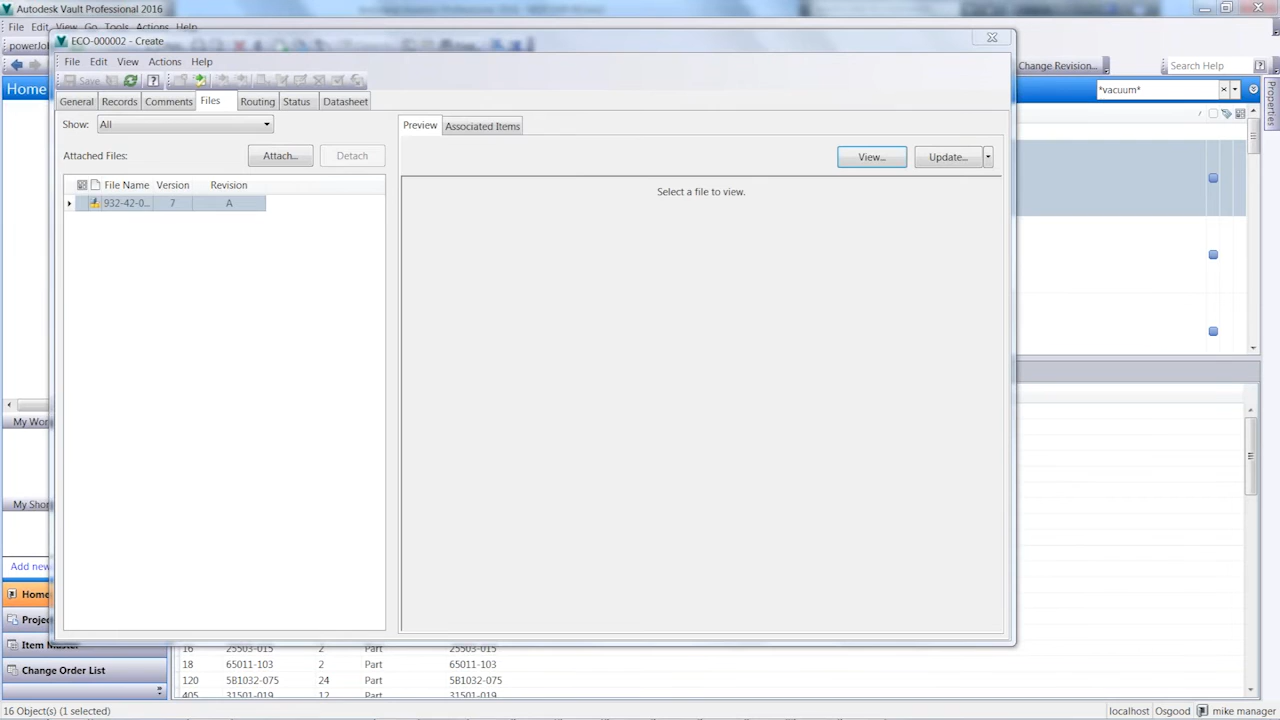 Autodesk Vault Professional 2016
File Edit View Go Tools Actions Help
ECO-000002 - Create
File Edit View Actions Help
Save
Change Revision...
Search Help
Home
General Records Comments Files Routing Status Datasheet
*vacuum*
Properties
Show: All
Preview Associated Items
Attached Files: Attach... Detach
View... Update...
File Name Version Revision
Select a file to view.
932-42-0... 7 A
My Wor
My Shor
Add new
Home
Projec
Item Master
Change Order List
16 25503-015 2 Part 25503-015
18 65011-103 2 Part 65011-103
120 5B1032-075 24 Part 5B1032-075
405 31501-019 12 Part 31501-019
16 Object(s) (1 selected)
localhost Osgood mike manager